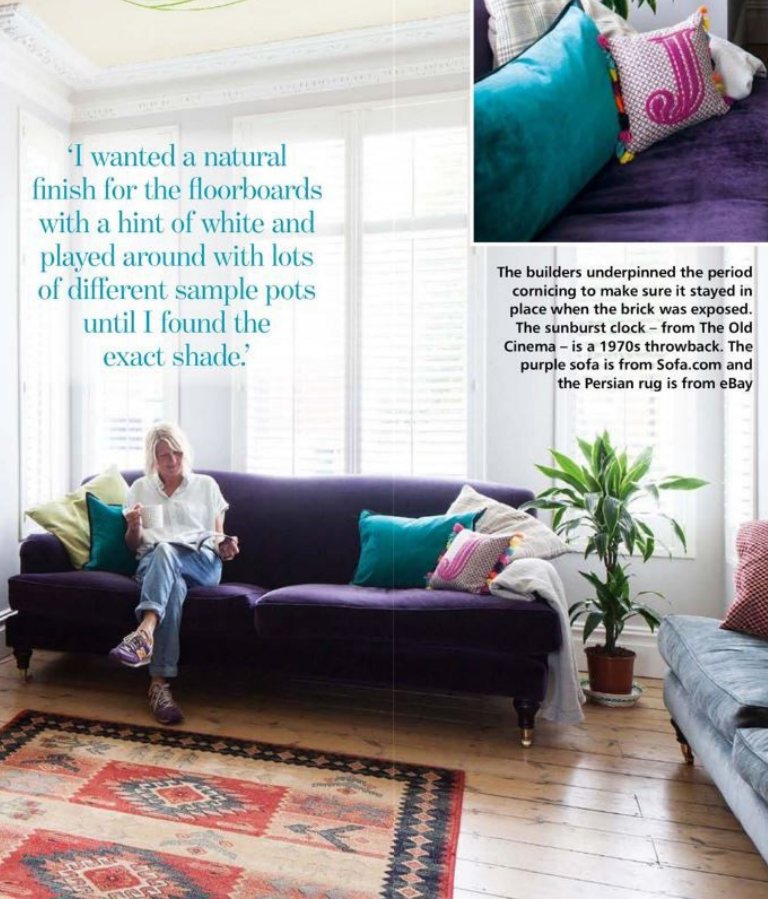 ‘I wanted a natural
finish for the floorboards
with a hint of white and
played around with lots
of different sample pots
until I found the
exact shade.’
J
The builders underpinned the period
cornicing to make sure it stayed in
place when the brick was exposed.
The sunburst clock – from The Old
Cinema – is a 1970s throwback. The
purple sofa is from Sofa.com and
the Persian rug is from eBay
J